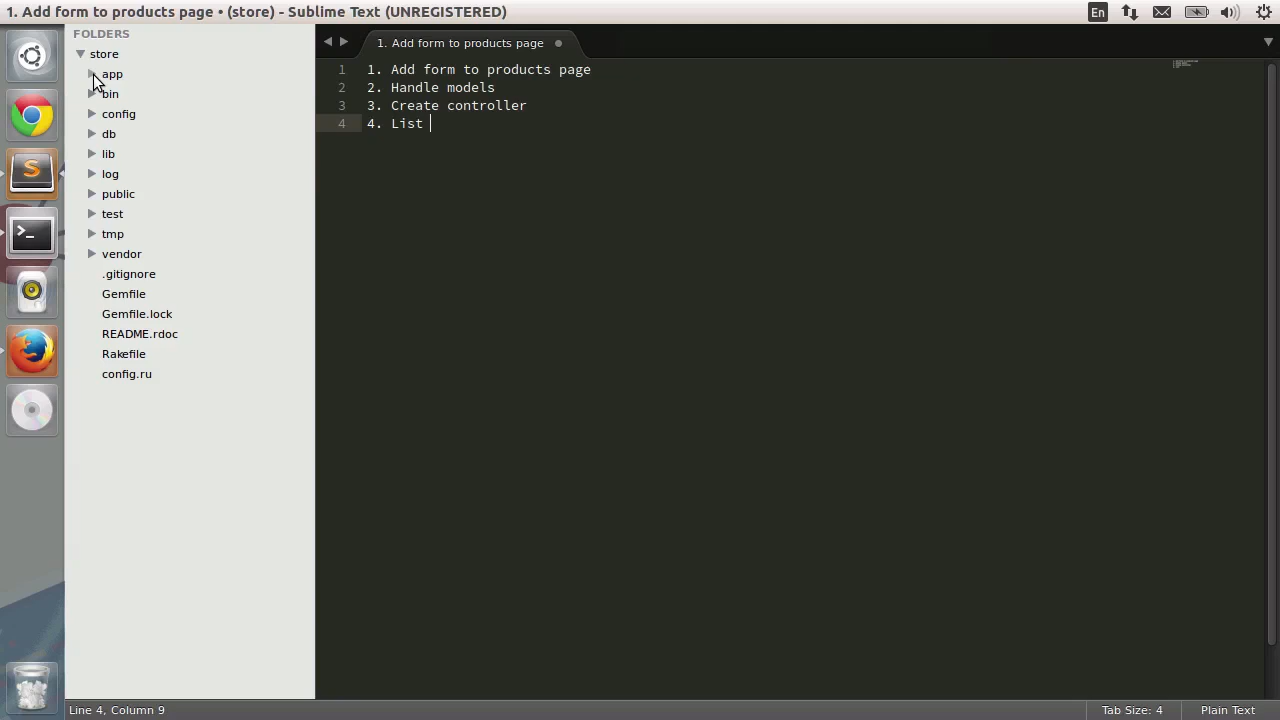 1. Add form to products page • (store) - Sublime Text (UNREGISTERED)
En
FOLDERS
store
app
bin
config
db
lib
log
public
test
tmp
vendor
.gitignore
Gemfile
Gemfile.lock
README.rdoc
Rakefile
config.ru
1. Add form to products page
1 1. Add form to products page
2 2. Handle models
3 3. Create controller
4 4. List
Line 4, Column 9
Tab Size: 4
Plain Text